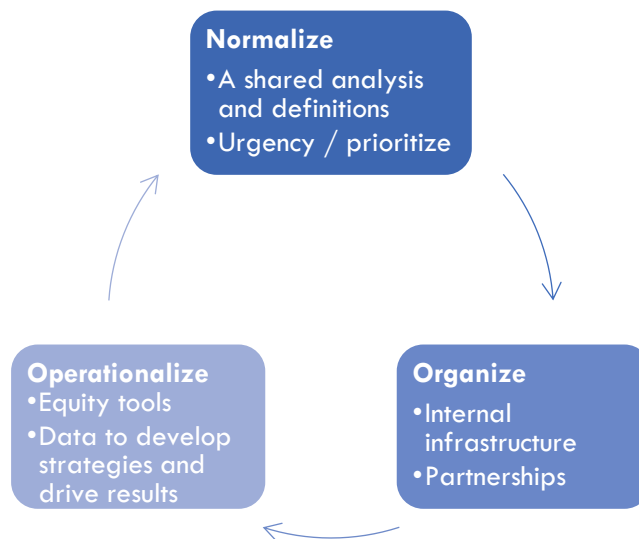 Normalize
•A shared analysis
and definitions
•Urgency / prioritize
Operationalize
•Equity tools
•Data to develop
strategies and
drive results
Organize
•Internal
infrastructure
•Partnerships